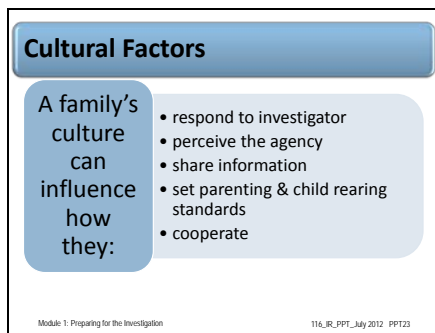 Cultural Factors
A family's
culture
can
influence
how
they:
• respond to investigator
• perceive the agency
• share information
• set parenting & child rearing
standards
• cooperate
Module 1: Preparing for the Investigation
116_IR_PPT_July 2012 PPT23